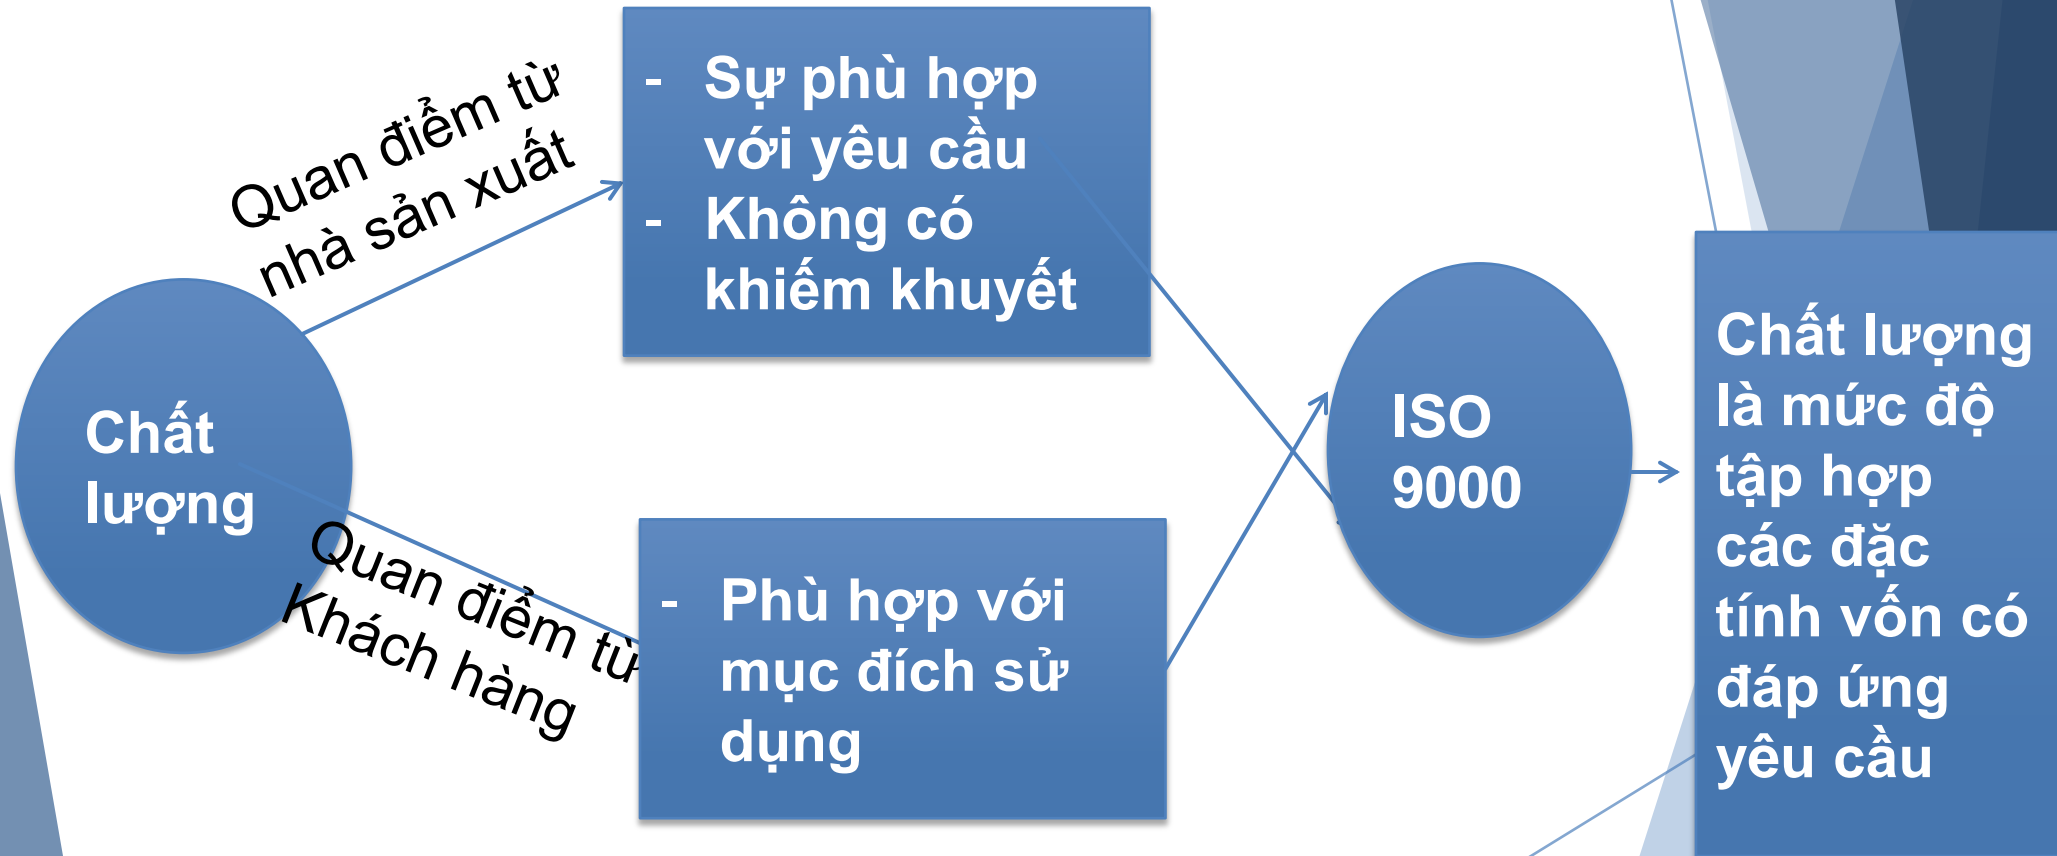 Quan điểm từ
nhà sản xuất
- Sự phù hợp
với yêu cầu
- Không có
khiếm khuyết
Chất
lượng
Quan điểm từ
Khách hàng
- Phù hợp với
mục đích sử
dụng
ISO
9000
Chất lượng
là mức độ
tập hợp
các đặc
tính vốn có
đáp ứng
yêu cầu